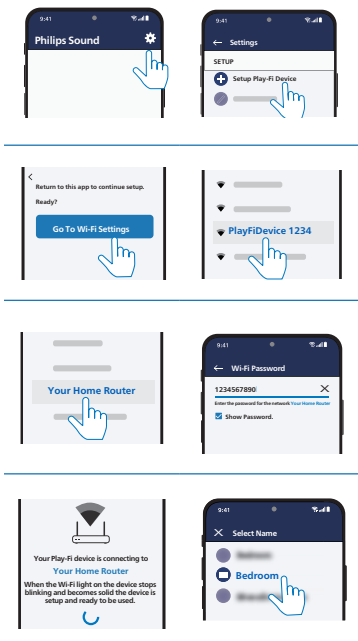 9:41
Philips Sound
9:41
← Settings
SETUP
Setup Play-Fi Device
Return to this app to continue setup.
Ready?
Go To Wi-Fi Settings
PlayFiDevice 1234
Your Home Router
9:41
← Wi-Fi Password
1234567890
Enter the password for the network Your Home Router
Show Password.
Your Play-Fi device is connecting to
Your Home Router
When the Wi-Fi light on the device stops
blinking and becomes solid the device is
setup and ready to be used.
9:41
Select Name
Bedroom